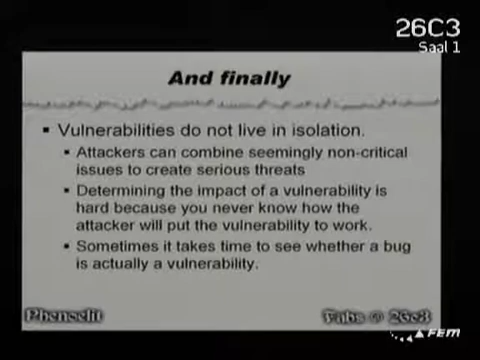 26C3
Saal 1
And finally
Vulnerabilities do not live in isolation.
Attackers can combine seemingly non-critical
issues to create serious threats
Determining the impact of a vulnerability is
hard because you never know how the
attacker will put the vulnerability to work.
Sometimes it takes time to see whether a bug
is actually a vulnerability.
Phenoelit
Yabs @ 26c3
FEM